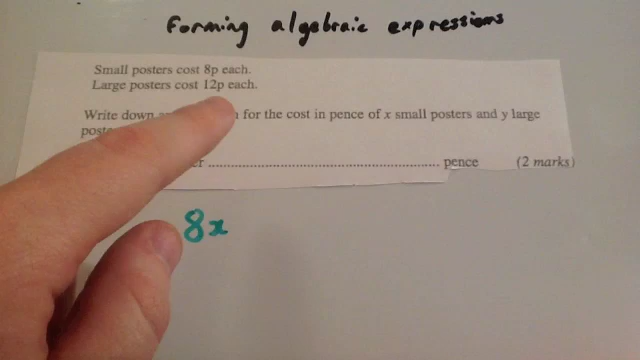 Forming algebraic expressions
Small posters cost 8p each.
Large posters cost 12p each.
Write down for the cost in pence of x small posters and y large
pence (2 marks)
8x